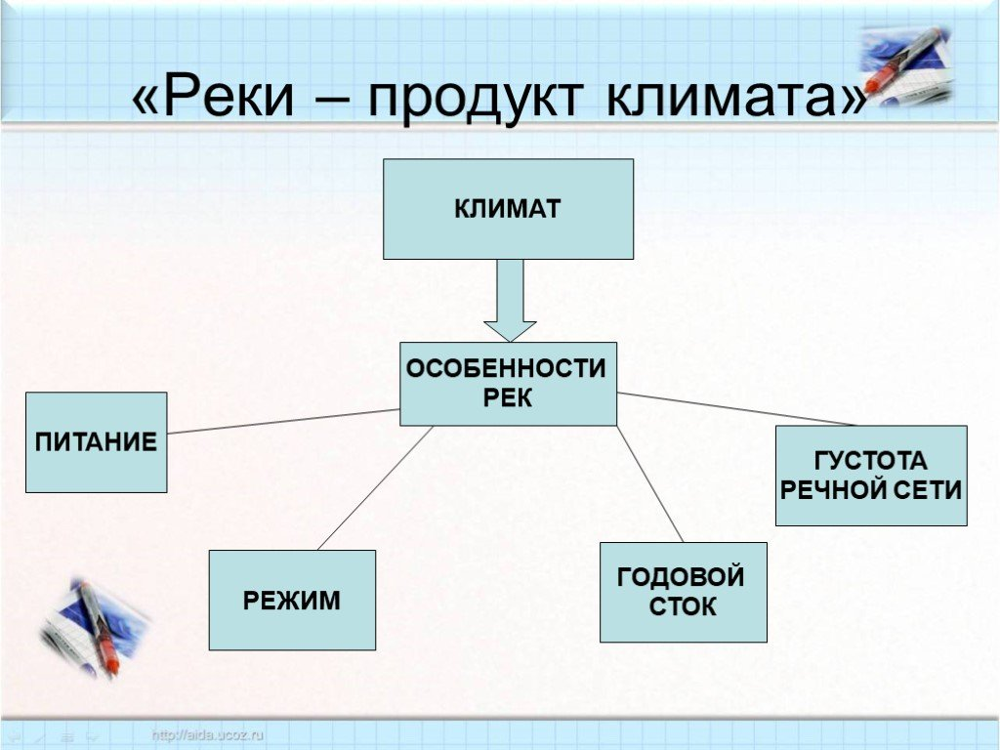 «Реки – продукт климата»
КЛИМАТ
ОСОБЕННОСТИ
РЕК
ПИТАНИЕ
ГУСТОТА
РЕЧНОЙ СЕТИ
РЕЖИМ
ГОДОВОЙ
СТОК
http://aida.ucoz.ru